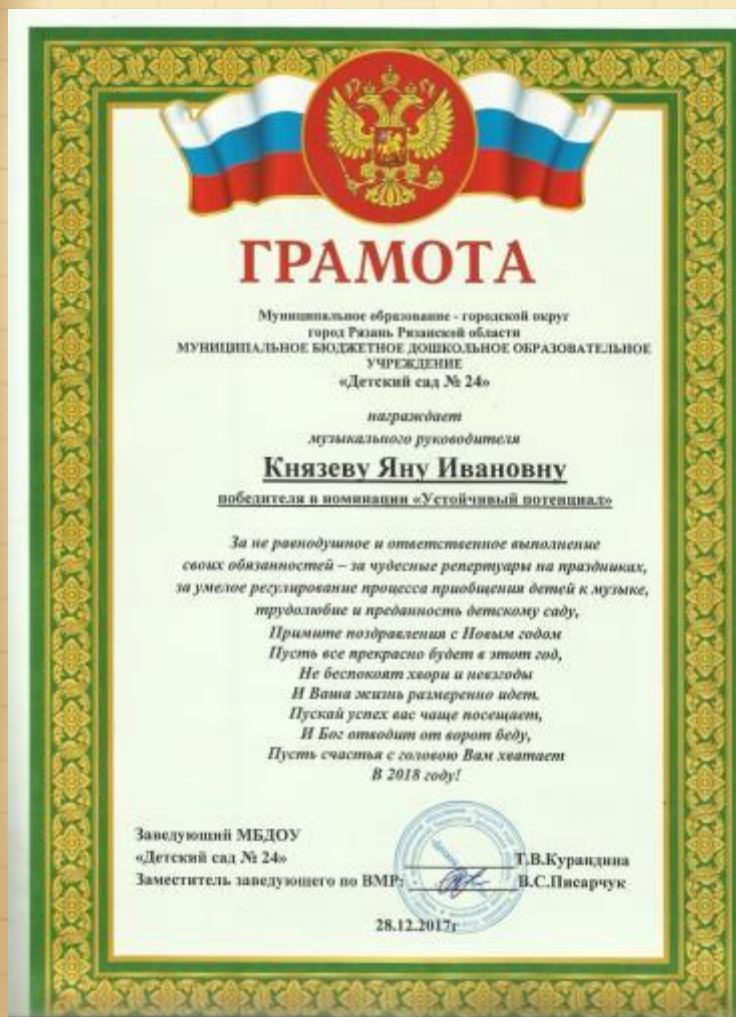 ГРАМОТА
Муниципальное образование - городской округ
город Рязань Рязанской области
МУНИЦИПАЛЬНОЕ БЮДЖЕТНОЕ ДОШКОЛЬНОЕ ОБРАЗОВАТЕЛЬНОЕ
УЧРЕЖДЕНИЕ
«Детский сад № 24»
награждает
музыкального руководителя
Князеву Яну Ивановну
победителя в номинации «Устойчивый потенциал»
За не равнодушное и ответственное выполнение
своих обязанностей – за чудесные репертуары на праздниках,
за умелое регулирование процесса приобщения детей к музыке,
трудолюбие и преданность детскому саду,
Примите поздравления с Новым годом
Пусть все прекрасно будет в этот год,
Не беспокоят хвори и невзгоды
И Ваша жизнь размеренно идет.
Пускай успех вас чаще посещает,
И Бог отводит от ворот беду,
Пусть счастья с головою Вам хватает
В 2018 году!
Заведующий МБДОУ
«Детский сад № 24» Т.В.Курандина
Заместитель заведующего по ВМР: В.С.Писарчук
28.12.2017г